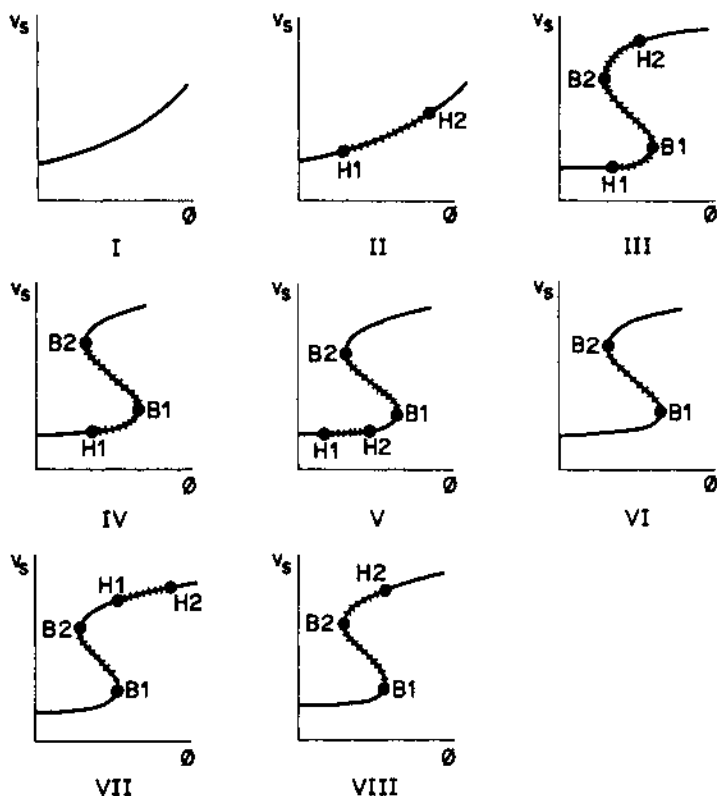 Vs Vs Vs
H2
B2
H2
B1
H1
H1
Ø Ø Ø
I II III
Vs Vs Vs
B2 B2 B2
B1 B1 B1
H1 H1 H2
Ø Ø Ø
IV V VI
Vs Vs Vs
H1 H2
H2
B2 B2
B1 B1
Ø Ø
VII VIII